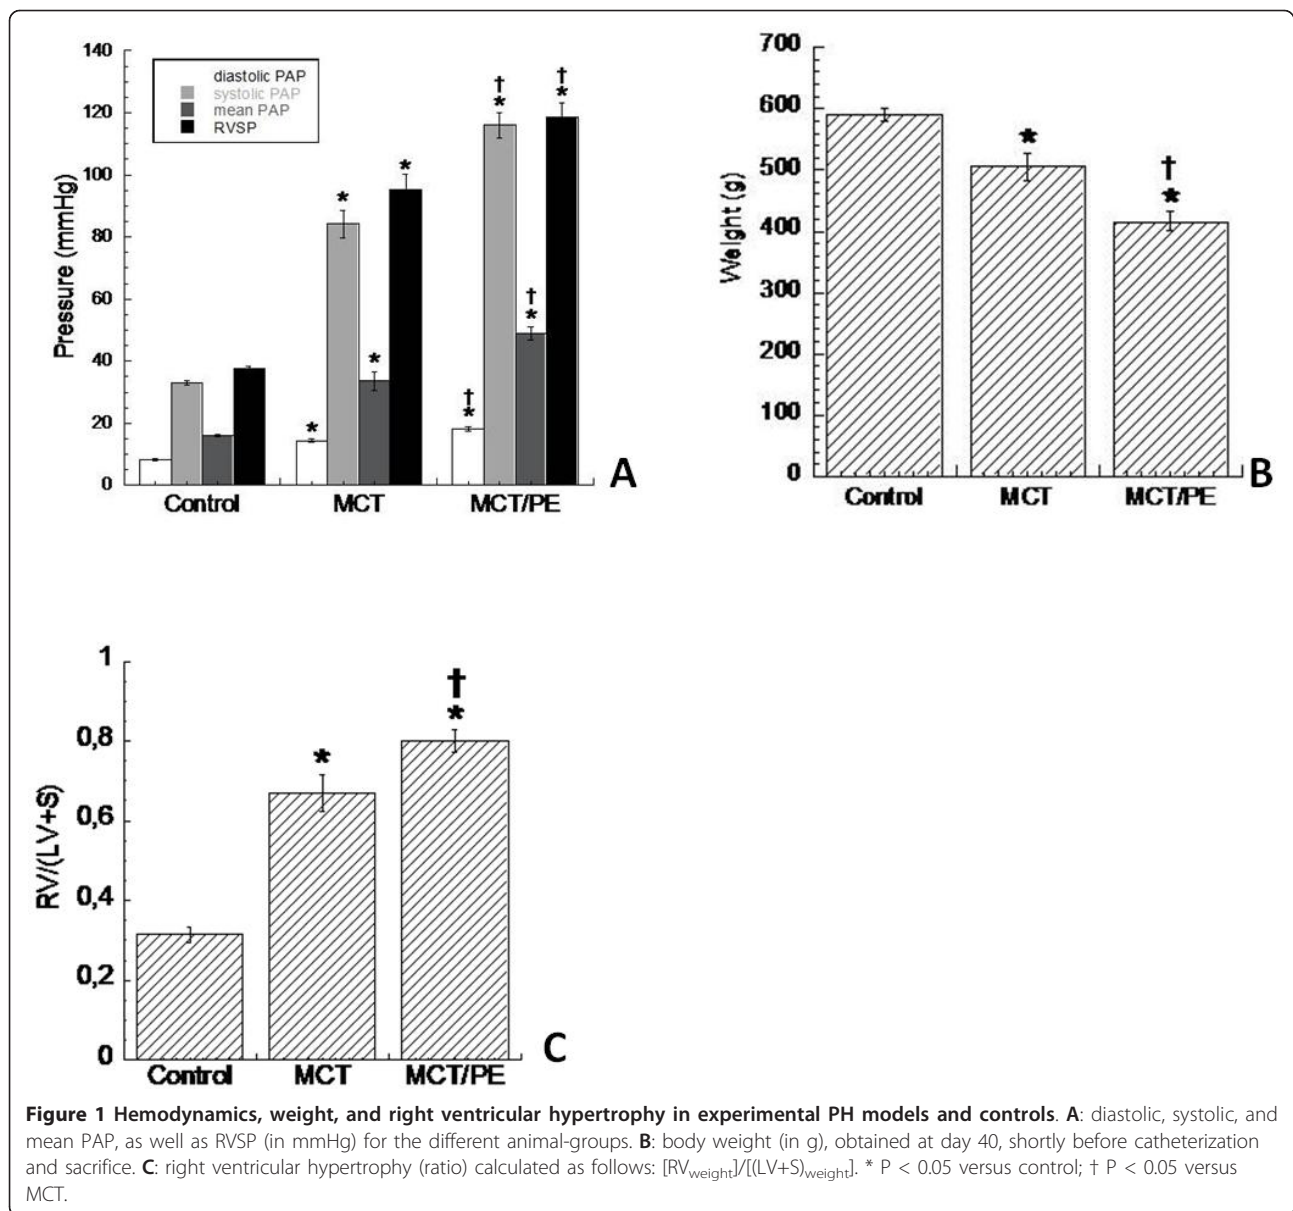 140
120
100
80
60
40
20
0
Pressure (mmHg)
diastolic PAP
systolic PAP
mean PAP
RVSP
* * * *
† * † * † * † *
Control MCT MCT/PE
A
700
600
500
400
300
200
100
0
Weight (g)
*
† *
Control MCT MCT/PE
B
1
0,8
0,6
0,4
0,2
0
RV/(LV+S)
*
† *
Control MCT MCT/PE
C
Figure 1 Hemodynamics, weight, and right ventricular hypertrophy in experimental PH models and controls. A: diastolic, systolic, and
mean PAP, as well as RVSP (in mmHg) for the different animal-groups. B: body weight (in g), obtained at day 40, shortly before catheterization
and sacrifice. C: right ventricular hypertrophy (ratio) calculated as follows: [RVweight]/[(LV+S)weight]. * P < 0.05 versus control; † P < 0.05 versus
MCT.